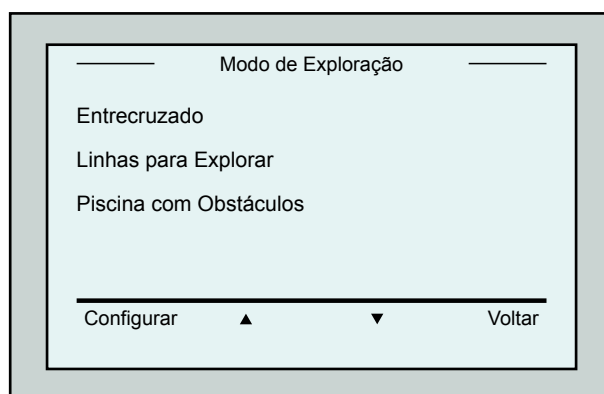 Modo de Exploração
Entrecruzado
Linhas para Explorar
Piscina com Obstáculos
Configurar ▲ ▼ Voltar